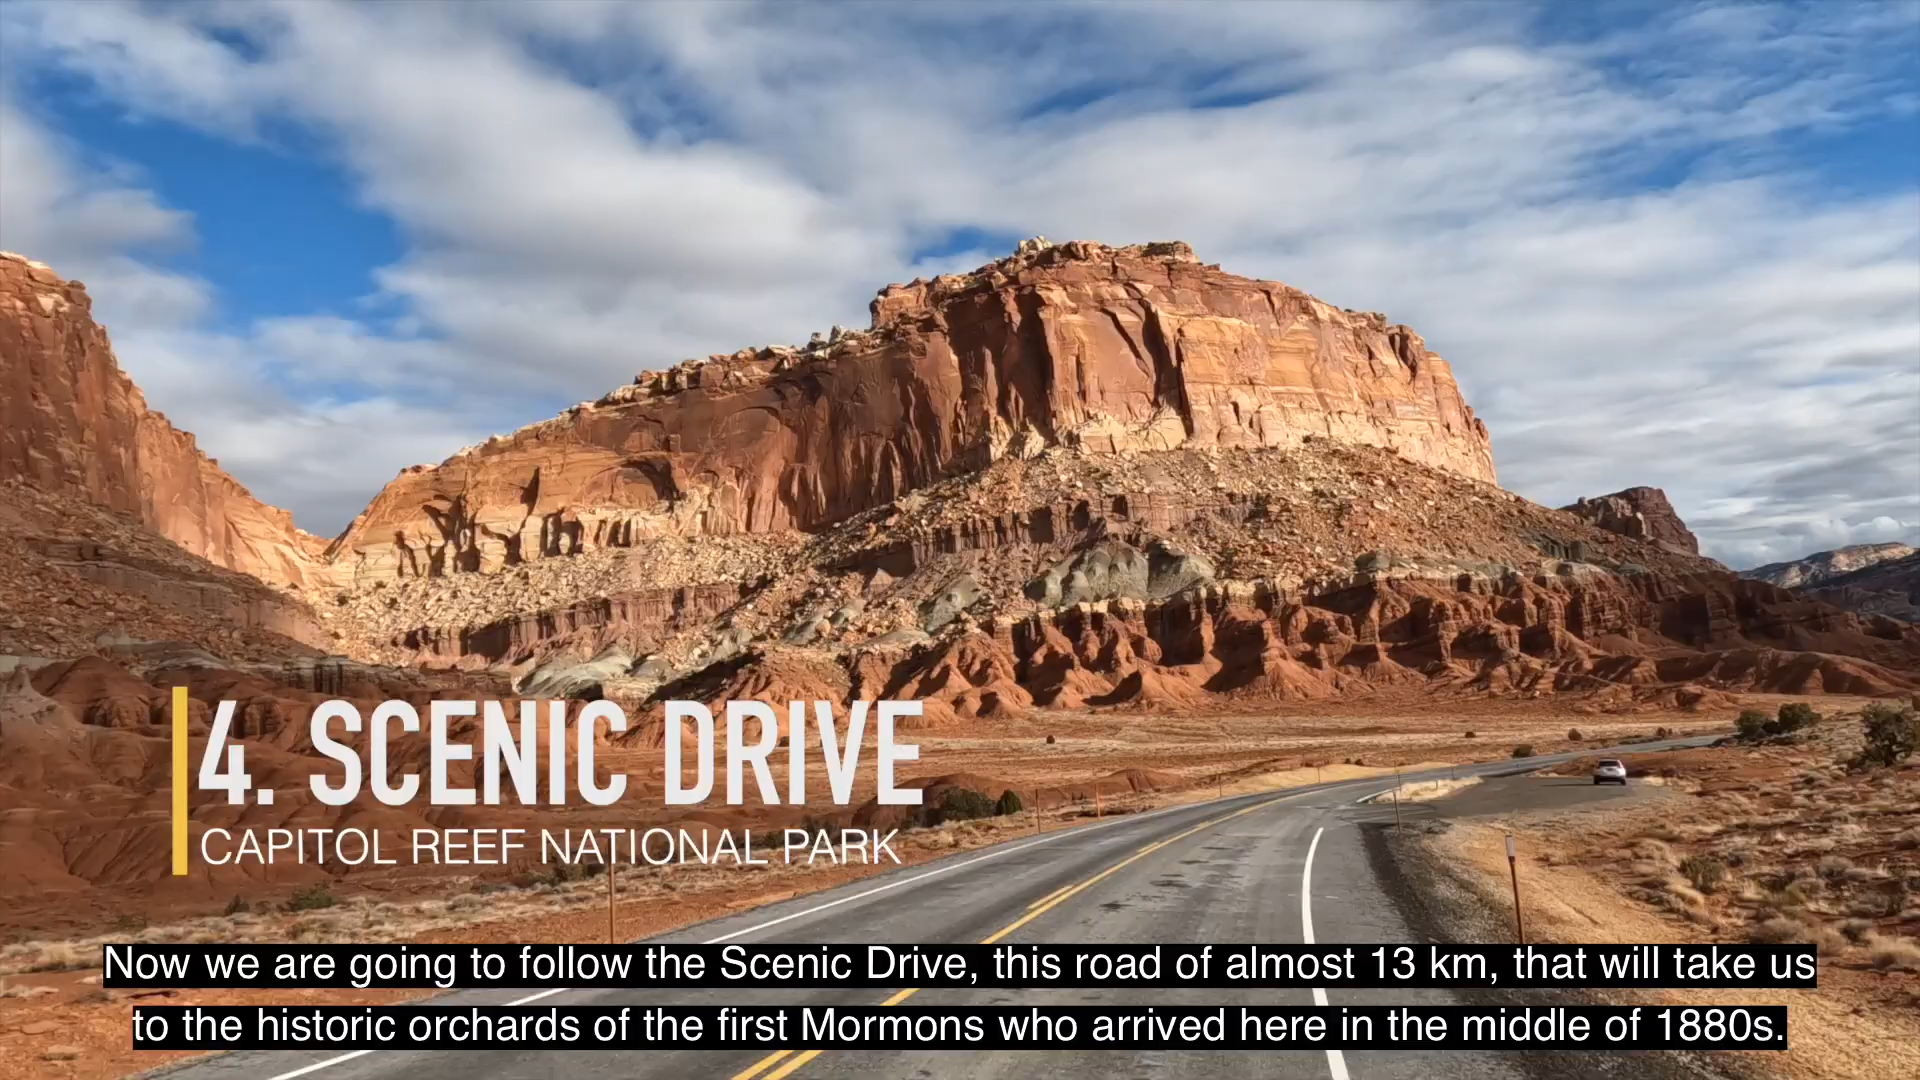 4. SCENIC DRIVE
CAPITOL REEF NATIONAL PARK
Now we are going to follow the Scenic Drive, this road of almost 13 km, that will take us
to the historic orchards of the first Mormons who arrived here in the middle of 1880s.